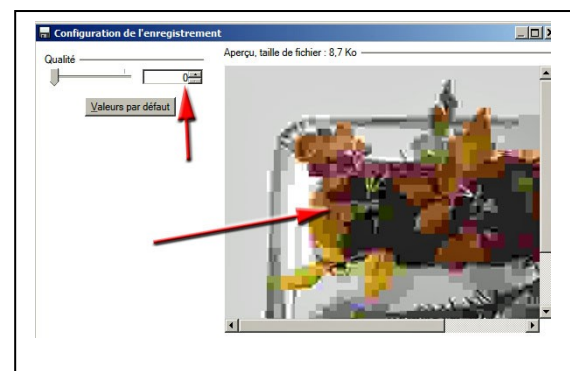 Configuration de l'enregistrement
Qualité
0
Valeurs par défaut
Aperçu, taille de fichier : 8,7 Ko